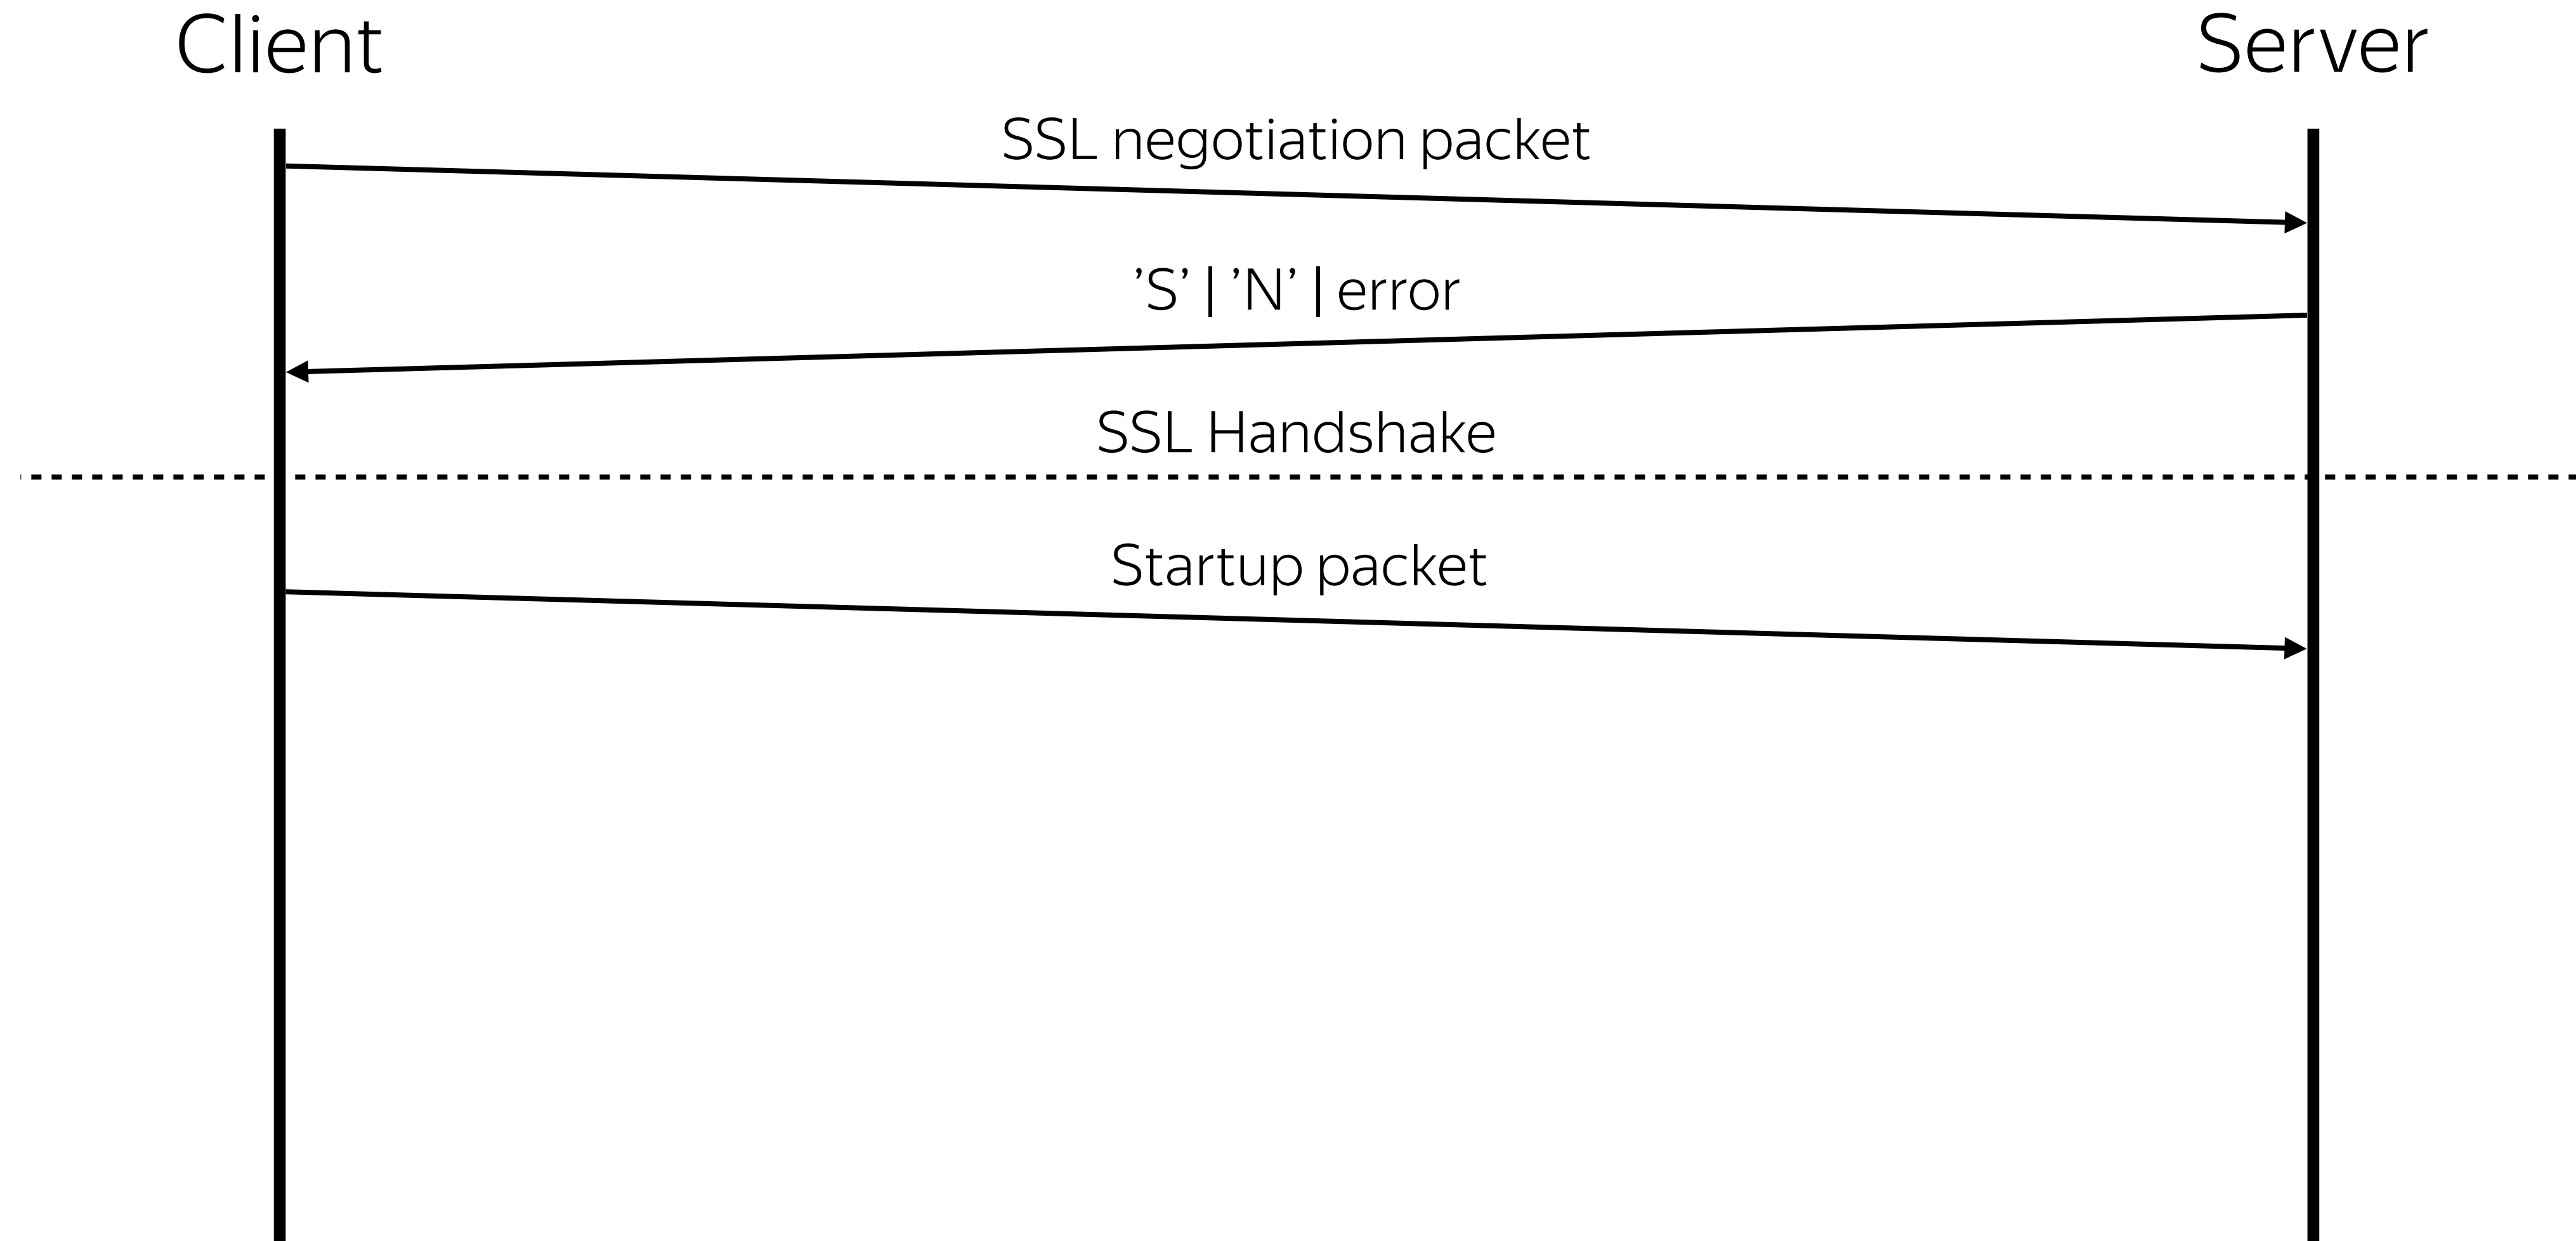 Client
Server
SSL negotiation packet
’S’ | ’N’ | error
SSL Handshake
Startup packet